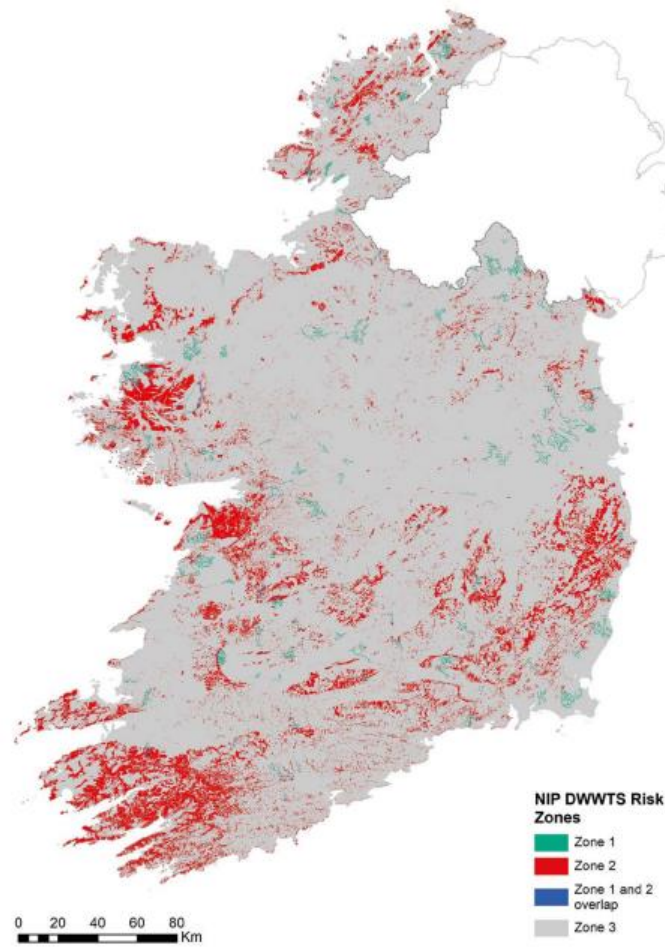 NIP DWWTS Risk
Zones
Zone 1
Zone 2
Zone 1 and 2
overlap
Zone 3
0 20 40 60 80
Km